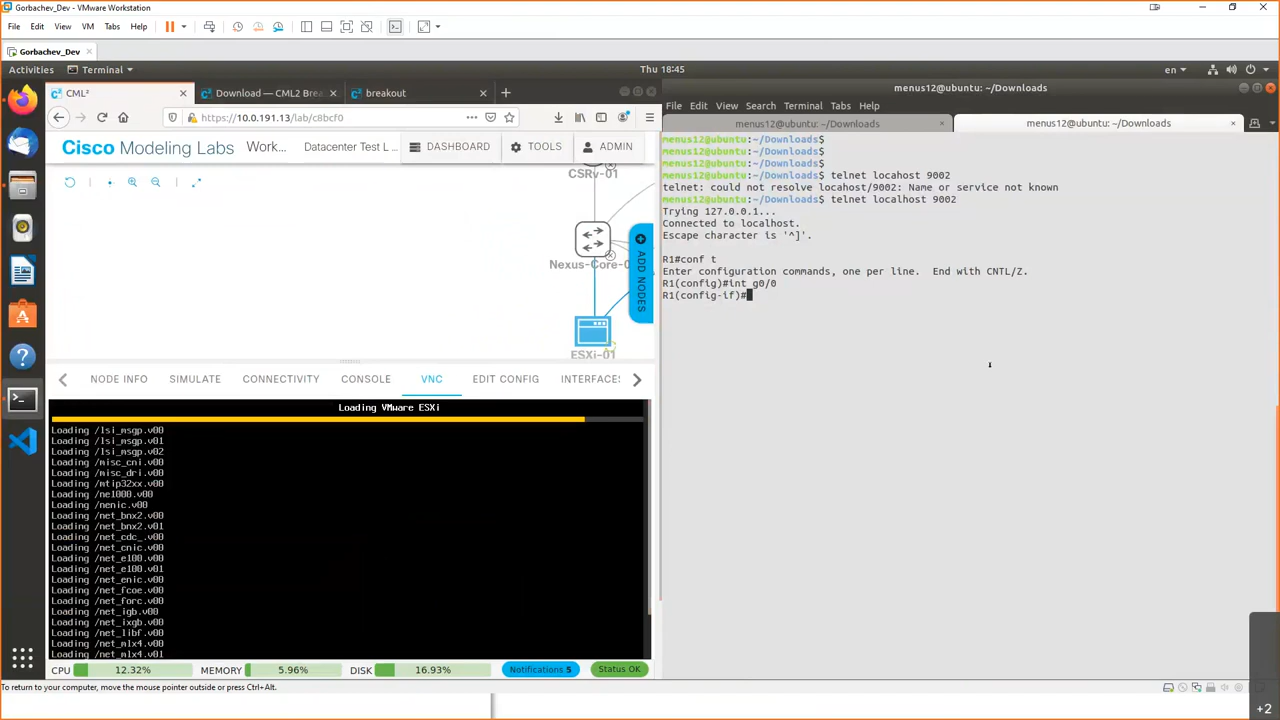 Gorbachev_Dev - VMware Workstation
File Edit View VM Tabs Help
Gorbachev_Dev
Activities Terminal Thu 18:45 en
CML² Download — CML2 Brea breakout
https://10.0.191.13/lab/c8bcf0
Cisco Modeling Labs Work... Datacenter Test L ... DASHBOARD TOOLS ADMIN
CSRv-01
Nexus-Core-0
ESXi-01
ADD NODES
NODE INFO SIMULATE CONNECTIVITY CONSOLE VNC EDIT CONFIG INTERFACES
Loading VMware ESXi
Loading /lsi_msgp.v00
Loading /lsi_msgp.v01
Loading /lsi_msgp.v02
Loading /misc_cni.v00
Loading /misc_dri.v00
Loading /mtip32xx.v00
Loading /ne1000.v00
Loading /nenic.v00
Loading /net_bnx2.v00
Loading /net_bnx2.v01
Loading /net_cdc_.v00
Loading /net_cnic.v00
Loading /net_e100.v00
Loading /net_e100.v01
Loading /net_enic.v00
Loading /net_fcoe.v00
Loading /net_forc.v00
Loading /net_igb.v00
Loading /net_ixgb.v00
Loading /net_libf.v00
Loading /net_mlx4.v00
Loading /net_mlx4.v01
CPU 12.32% MEMORY 5.96% DISK 16.93% Notifications 5 Status OK
menus12@ubuntu: ~/Downloads
File Edit View Search Terminal Tabs Help
menus12@ubuntu: ~/Downloads menus12@ubuntu: ~/Downloads
menus12@ubuntu:~/Downloads$
menus12@ubuntu:~/Downloads$
menus12@ubuntu:~/Downloads$
menus12@ubuntu:~/Downloads$ telnet locahost 9002
telnet: could not resolve locahost/9002: Name or service not known
menus12@ubuntu:~/Downloads$ telnet localhost 9002
Trying 127.0.0.1...
Connected to localhost.
Escape character is '^]'.
R1#conf t
Enter configuration commands, one per line.  End with CNTL/Z.
R1(config)#int g0/0
R1(config-if)#
To return to your computer, move the mouse pointer outside or press Ctrl+Alt.
+2